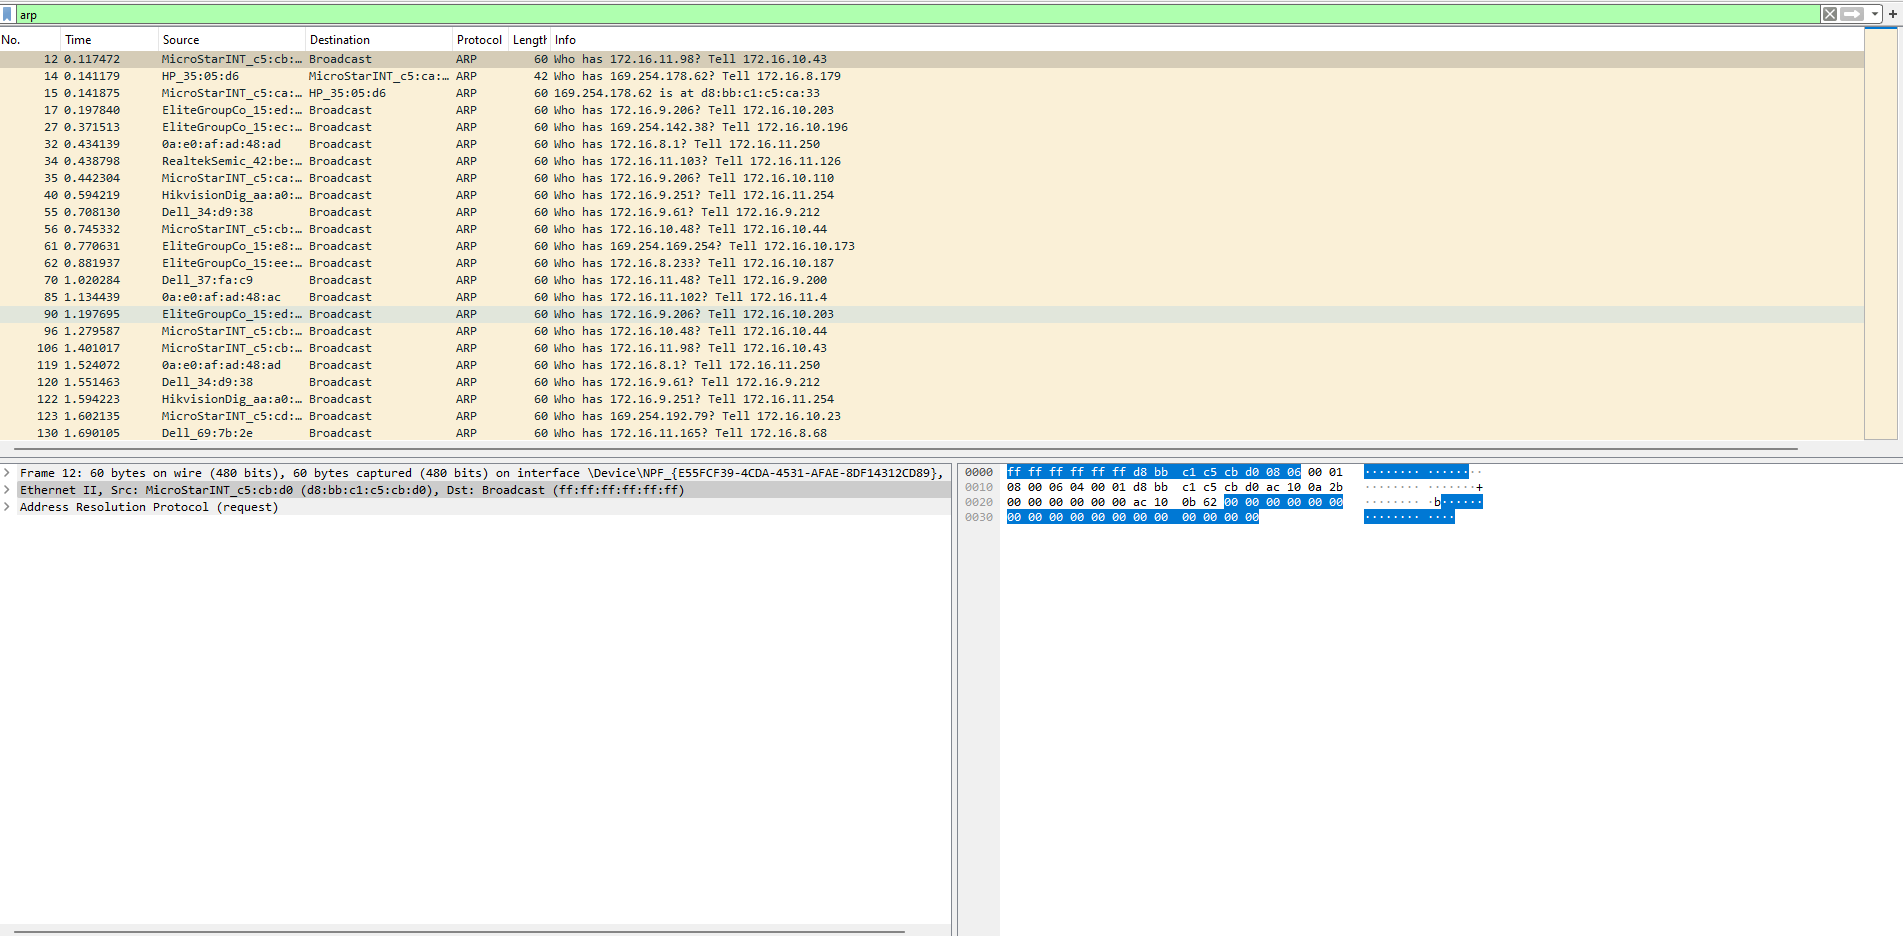 arp
No. Time Source Destination Protocol Length Info
12 0.117472 MicroStarINT_c5:cb:… Broadcast ARP 60 Who has 172.16.11.98? Tell 172.16.10.43
14 0.141179 HP_35:05:d6 MicroStarINT_c5:ca:… ARP 42 Who has 169.254.178.62? Tell 172.16.8.179
15 0.141875 MicroStarINT_c5:ca:… HP_35:05:d6 ARP 60 169.254.178.62 is at d8:bb:c1:c5:ca:33
17 0.197840 EliteGroupCo_15:ed:… Broadcast ARP 60 Who has 172.16.9.206? Tell 172.16.10.203
27 0.371513 EliteGroupCo_15:ec:… Broadcast ARP 60 Who has 169.254.142.38? Tell 172.16.10.196
32 0.434139 0a:e0:af:ad:48:ad Broadcast ARP 60 Who has 172.16.8.1? Tell 172.16.11.250
34 0.438798 RealtekSemic_42:be:… Broadcast ARP 60 Who has 172.16.11.103? Tell 172.16.11.126
35 0.442304 MicroStarINT_c5:ca:… Broadcast ARP 60 Who has 172.16.9.206? Tell 172.16.10.110
40 0.594219 HikvisionDig_aa:a0:… Broadcast ARP 60 Who has 172.16.9.251? Tell 172.16.11.254
55 0.708130 Dell_34:d9:38 Broadcast ARP 60 Who has 172.16.9.61? Tell 172.16.9.212
56 0.745332 MicroStarINT_c5:cb:… Broadcast ARP 60 Who has 172.16.10.48? Tell 172.16.10.44
61 0.770631 EliteGroupCo_15:e8:… Broadcast ARP 60 Who has 169.254.169.254? Tell 172.16.10.173
62 0.881937 EliteGroupCo_15:ee:… Broadcast ARP 60 Who has 172.16.8.233? Tell 172.16.10.187
70 1.020284 Dell_37:fa:c9 Broadcast ARP 60 Who has 172.16.11.48? Tell 172.16.9.200
85 1.134439 0a:e0:af:ad:48:ac Broadcast ARP 60 Who has 172.16.11.102? Tell 172.16.11.4
90 1.197695 EliteGroupCo_15:ed:… Broadcast ARP 60 Who has 172.16.9.206? Tell 172.16.10.203
96 1.279587 MicroStarINT_c5:cb:… Broadcast ARP 60 Who has 172.16.10.48? Tell 172.16.10.44
106 1.401017 MicroStarINT_c5:cb:… Broadcast ARP 60 Who has 172.16.11.98? Tell 172.16.10.43
119 1.524072 0a:e0:af:ad:48:ad Broadcast ARP 60 Who has 172.16.8.1? Tell 172.16.11.250
120 1.551463 Dell_34:d9:38 Broadcast ARP 60 Who has 172.16.9.61? Tell 172.16.9.212
122 1.594223 HikvisionDig_aa:a0:… Broadcast ARP 60 Who has 172.16.9.251? Tell 172.16.11.254
123 1.602135 MicroStarINT_c5:cd:… Broadcast ARP 60 Who has 169.254.192.79? Tell 172.16.10.23
130 1.690105 Dell_69:7b:2e Broadcast ARP 60 Who has 172.16.11.165? Tell 172.16.8.68
Frame 12: 60 bytes on wire (480 bits), 60 bytes captured (480 bits) on interface \Device\NPF_{E55FCF39-4CDA-4531-AFAE-8DF14312CD89},
Ethernet II, Src: MicroStarINT_c5:cb:d0 (d8:bb:c1:c5:cb:d0), Dst: Broadcast (ff:ff:ff:ff:ff:ff)
Address Resolution Protocol (request)
0000 ff ff ff ff ff ff d8 bb c1 c5 cb d0 08 06 00 01 ········ ········
0010 08 00 06 04 00 01 d8 bb c1 c5 cb d0 ac 10 0a 2b ········ ·······+
0020 00 00 00 00 00 00 ac 10 0b 62 00 00 00 00 00 00 ········ ·b······
0030 00 00 00 00 00 00 00 00 00 00 00 00 ········ ····